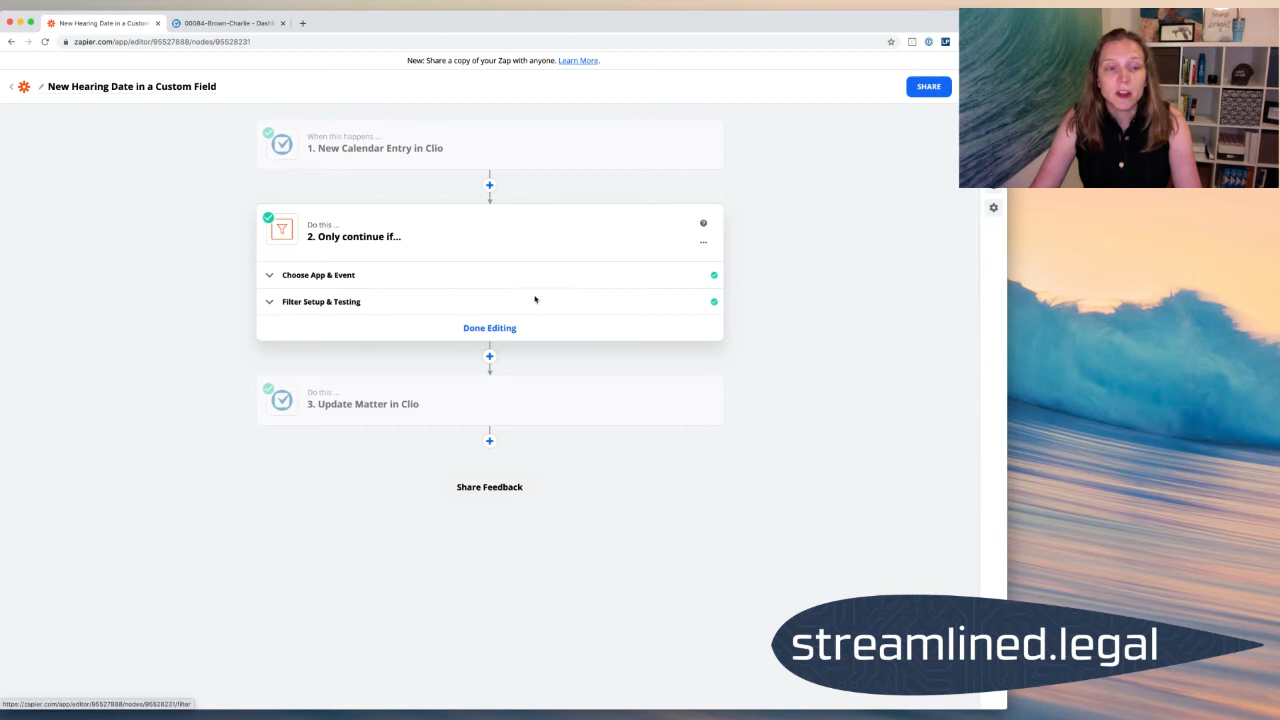 New Hearing Date in a Custom
00084-Brown-Charlie - Dashb
zapier.com/app/editor/95527888/nodes/95528231
LP
New: Share a copy of your Zap with anyone. Learn More.
New Hearing Date in a Custom Field
SHARE
When this happens ...
1. New Calendar Entry in Clio
Do this ...
2. Only continue if...
Choose App & Event
Filter Setup & Testing
Done Editing
Do this ...
3. Update Matter in Clio
Share Feedback
streamlined.legal
https://zapier.com/app/editor/95527888/nodes/95528231/filter